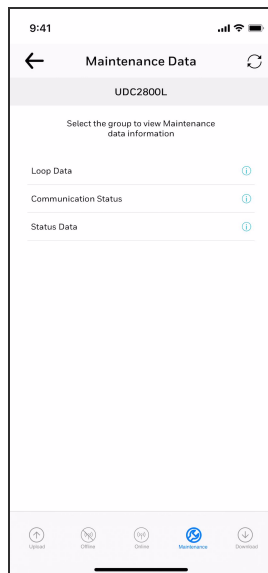 9:41
Maintenance Data
UDC2800L
Select the group to view Maintenance
data information
Loop Data
Communication Status
Status Data
Upload
Offline
Online
Maintenance
Download